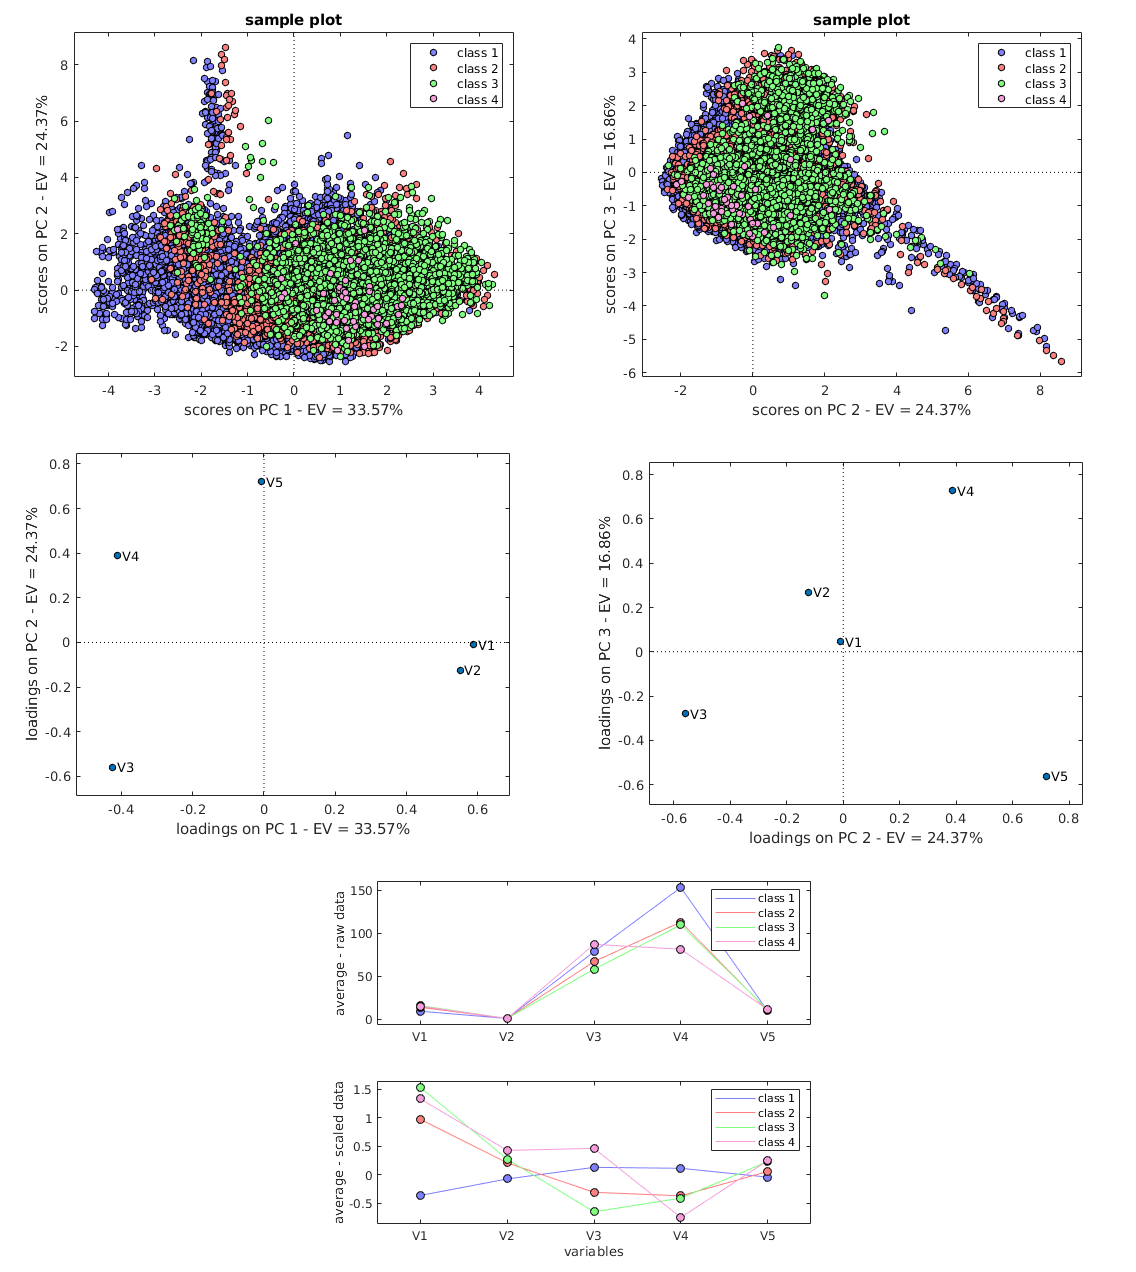 sample plot
scores on PC 2 - EV = 24.37%
8
6
4
2
0
-2
-4
-3
-2
-1
0
1
2
3
4
scores on PC 1 - EV = 33.57%
class 1
class 2
class 3
class 4
sample plot
scores on PC 3 - EV = 16.86%
4
3
2
1
0
-1
-2
-3
-4
-5
-6
-2
0
2
4
6
8
scores on PC 2 - EV = 24.37%
class 1
class 2
class 3
class 4
loadings on PC 2 - EV = 24.37%
0.8
0.6
0.4
0.2
0
-0.2
-0.4
-0.6
V5
V4
V1
V2
V3
-0.4
-0.2
0
0.2
0.4
0.6
loadings on PC 1 - EV = 33.57%
loadings on PC 3 - EV = 16.86%
0.8
0.6
0.4
0.2
0
-0.2
-0.4
-0.6
V4
V2
V1
V3
V5
-0.6
-0.4
-0.2
0
0.2
0.4
0.6
0.8
loadings on PC 2 - EV = 24.37%
average - raw data
150
100
50
0
class 1
class 2
class 3
class 4
V1
V2
V3
V4
V5
average - scaled data
1.5
1
0.5
0
-0.5
class 1
class 2
class 3
class 4
V1
V2
V3
V4
V5
variables